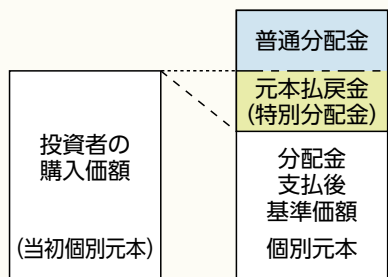 普通分配金
元本払戻金
(特別分配金)
投資者の
購入価額
(当初個別元本)
分配金
支払後
基準価額
個別元本